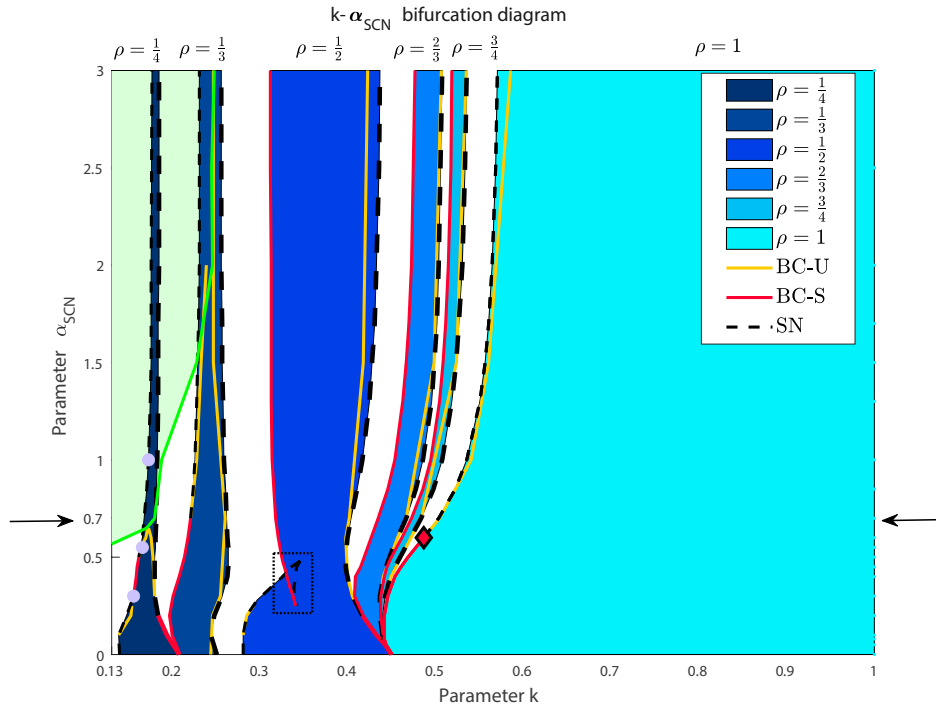 k-α_SCN bifurcation diagram
ρ = 1/4 ρ = 1/3 ρ = 1/2 ρ = 2/3 ρ = 3/4 ρ = 1
3
2.5
2
1.5
1
0.7
0.5
0
Parameter α_SCN
ρ = 1/4
ρ = 1/3
ρ = 1/2
ρ = 2/3
ρ = 3/4
ρ = 1
BC-U
BC-S
SN
0.13 0.2 0.3 0.4 0.5 0.6 0.7 0.8 0.9 1
Parameter k